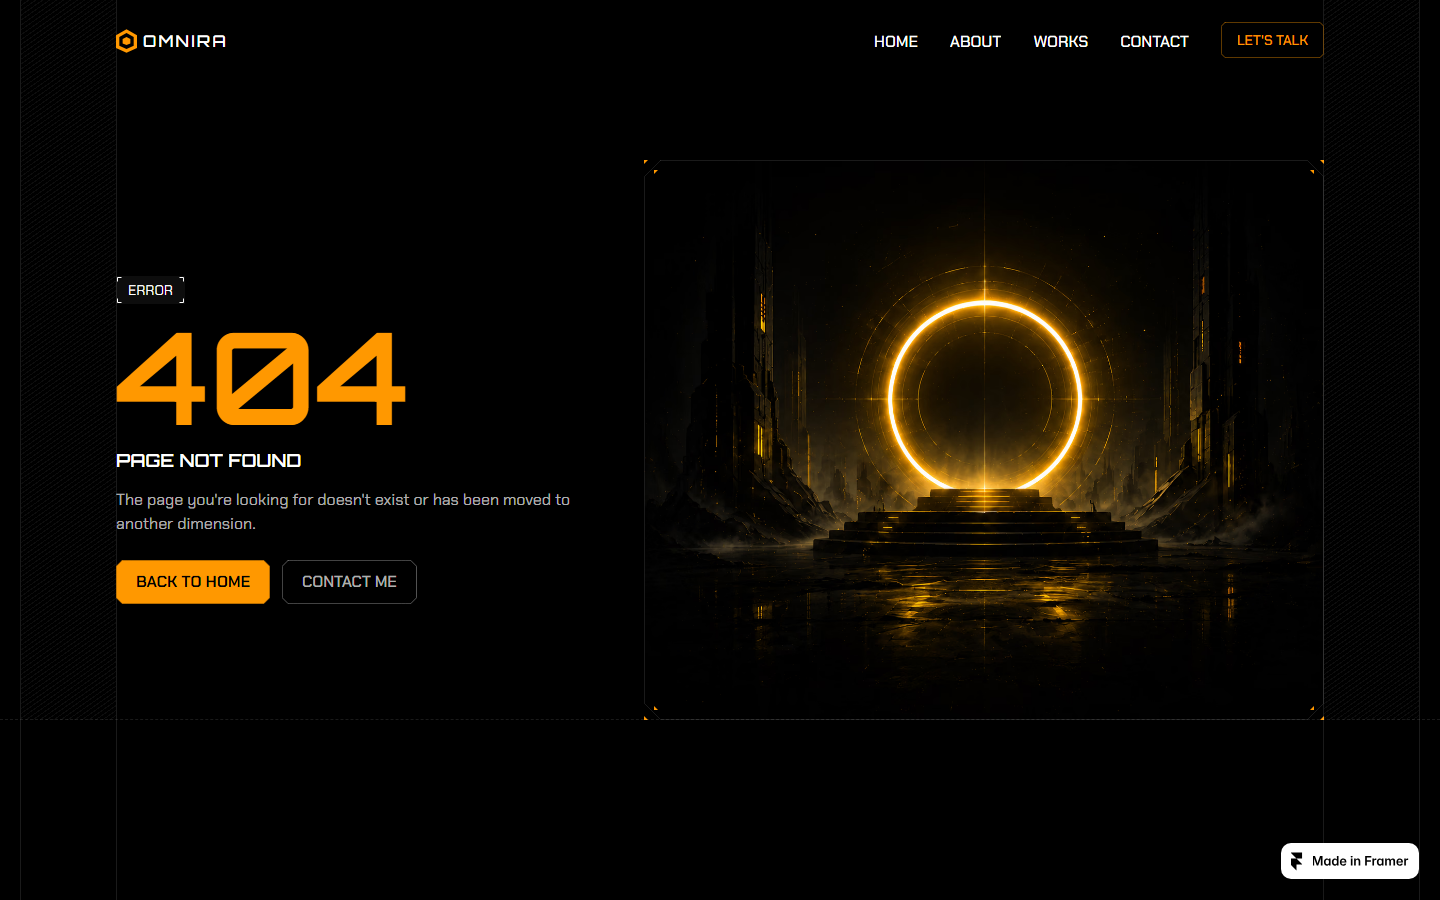 OMNIRA
HOME
ABOUT
WORKS
CONTACT
LET'S TALK
ERROR
404
PAGE NOT FOUND
The page you're looking for doesn't exist or has been moved to
another dimension.
BACK TO HOME
CONTACT ME
Made in Framer